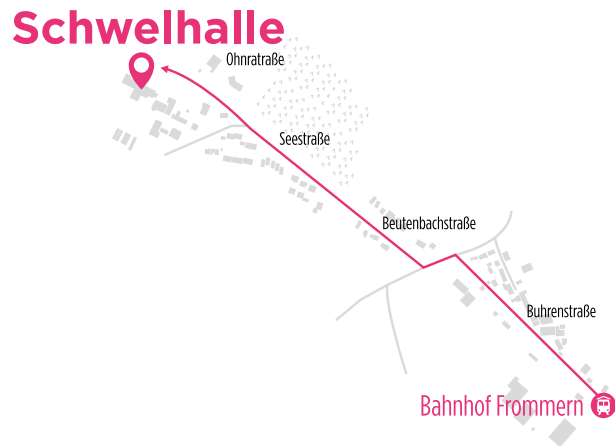 Schwelhalle
Ohnratraße
Seestraße
Beutenbachstraße
Buhrenstraße
Bahnhof Frommern